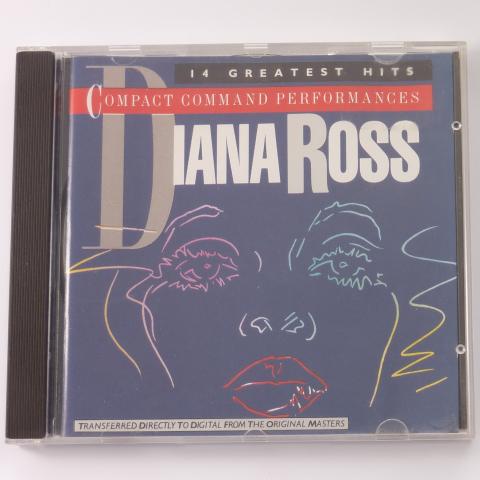 14 GREATEST HITS
COMPACT COMMAND PERFORMANCES
DIANA ROSS
TRANSFERRED DIRECTLY TO DIGITAL FROM THE ORIGINAL MASTERS